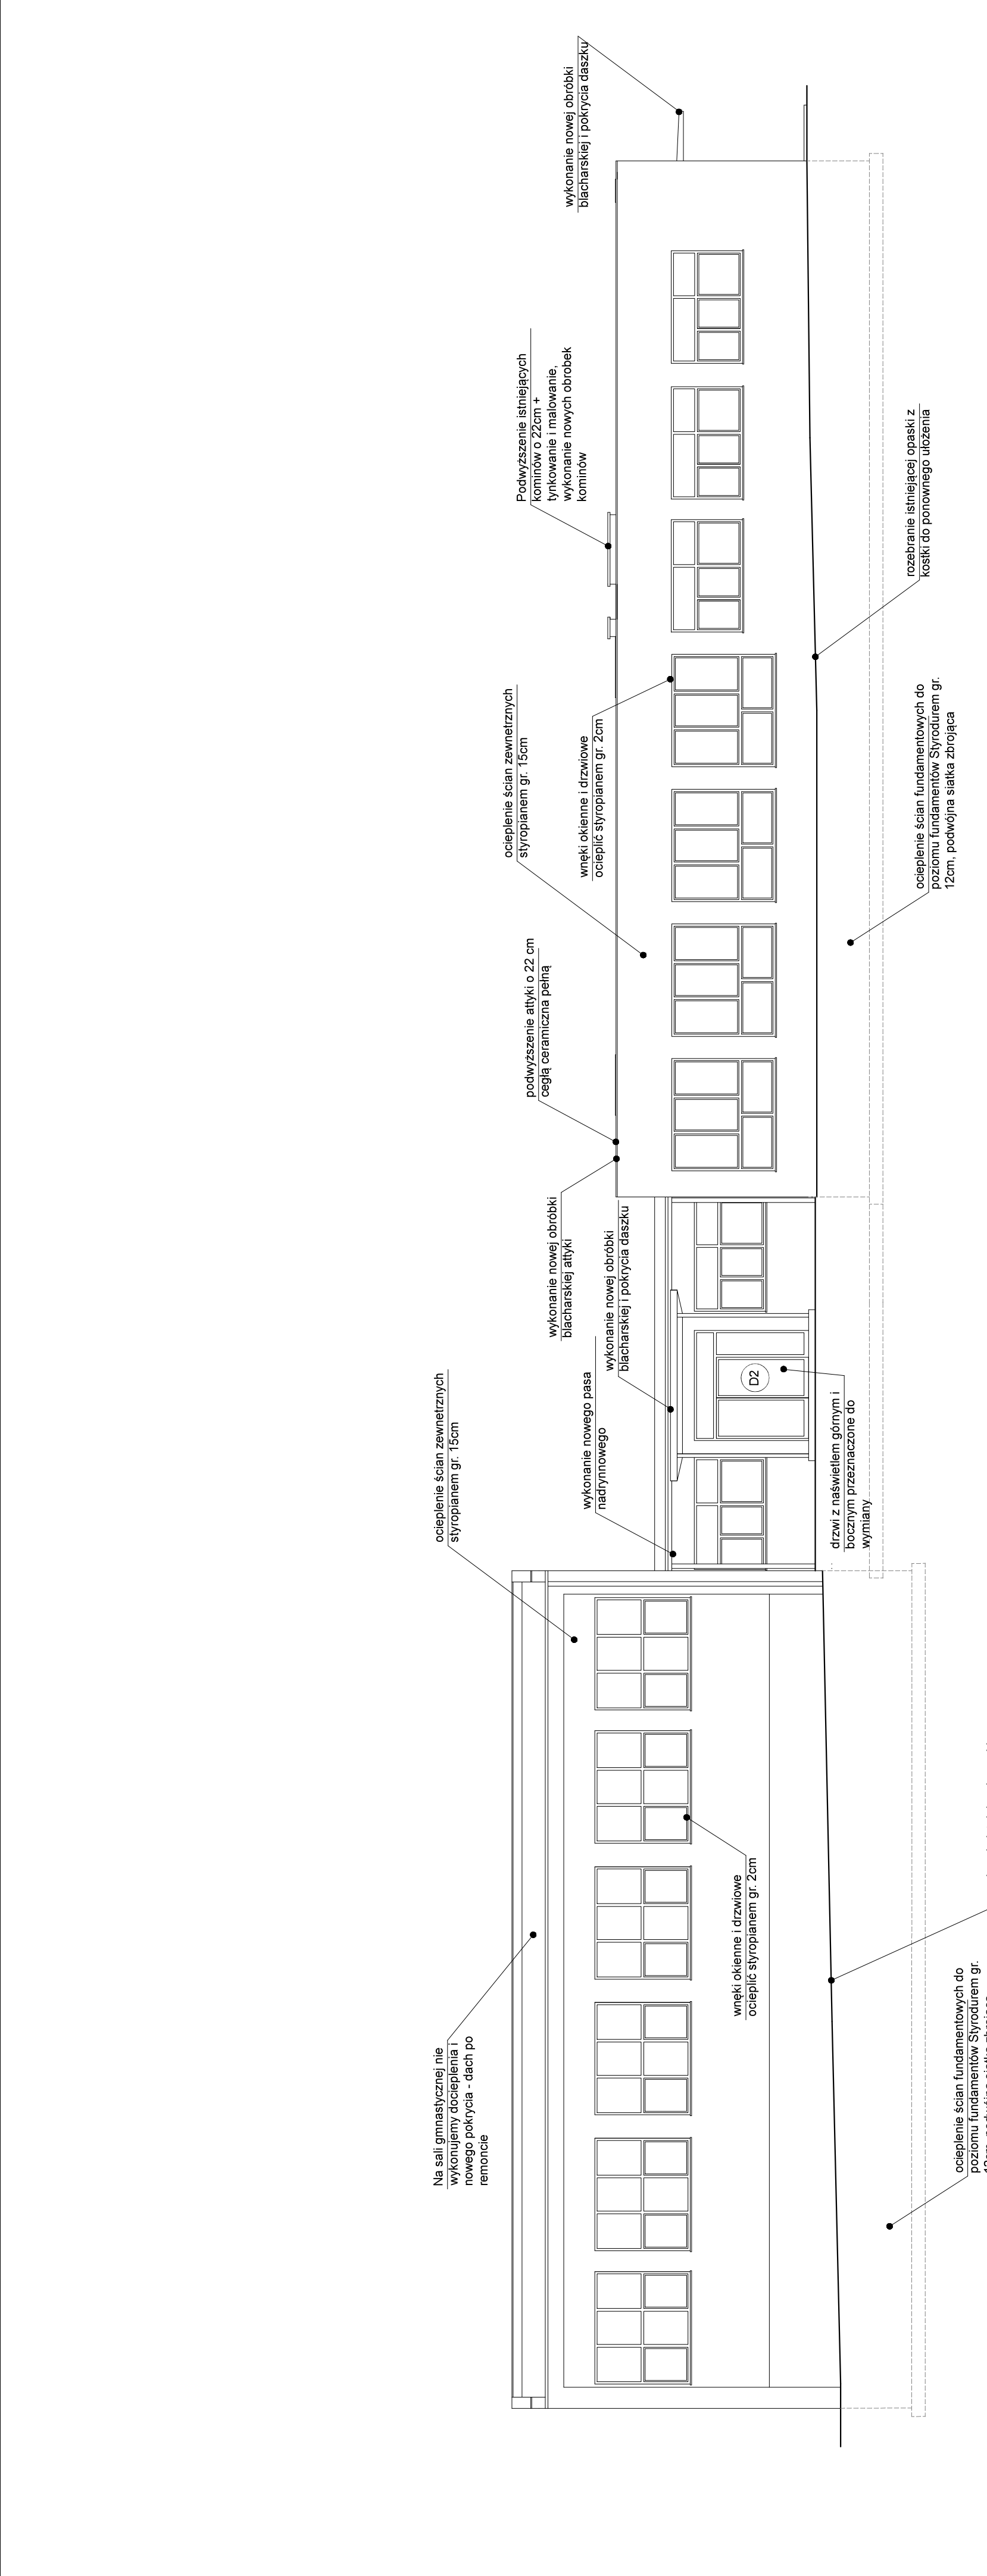 Na sali gmnastycznej nie
wykonujemy docieplenia i
nowego pokrycia - dach po
remoncie
ocieplenie ścian zewnetrznych
styropianem gr. 15cm
wykonanie nowej obróbki
blacharskiej attyki
podwyższenie attyki o 22 cm
cegłą ceramiczna pełną
ocieplenie ścian zewnetrznych
styropianem gr. 15cm
Podwyższenie istniejących
kominów o 22cm +
tynkowanie i malowanie,
wykonanie nowych obrobek
kominów
wykonanie nowej obróbki
blacharskiej i pokrycia daszku
wykonanie nowego pasa
nadrynnowego
wykonanie nowej obróbki
blacharskiej i pokrycia daszku
wnęki okienne i drzwiowe
ocieplić styropianem gr. 2cm
wnęki okienne i drzwiowe
ocieplić styropianem gr. 2cm
D2
drzwi z naświetlem górnym i
bocznym przeznaczone do
wymiany
rozebranie istniejącej opaski z
kostki do ponownego ułożenia
ocieplenie ścian fundamentowych do
poziomu fundamentów Styrodurem gr.
12cm, podwójna siatka zbrojąca
ocieplenie ścian fundamentowych do
poziomu fundamentów Styrodurem gr.